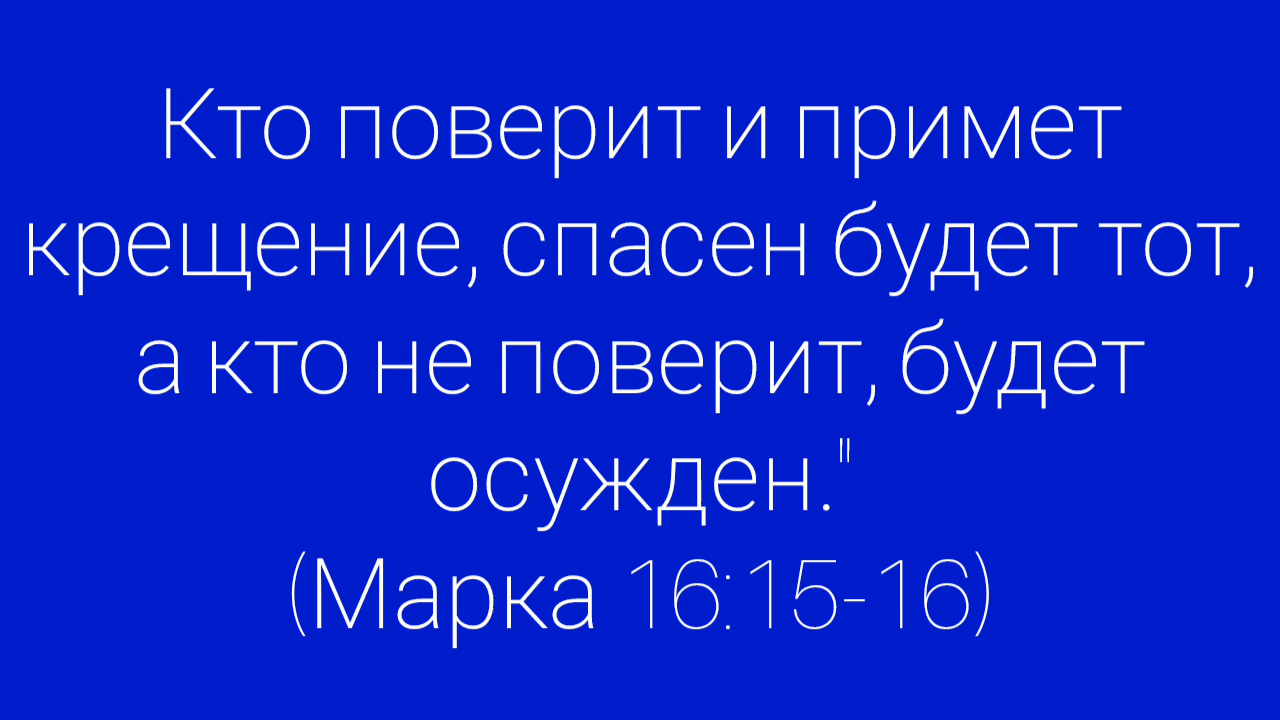 Кто поверит и примет
крещение, спасен будет тот,
а кто не поверит, будет
осужден."
(Марка 16:15-16)